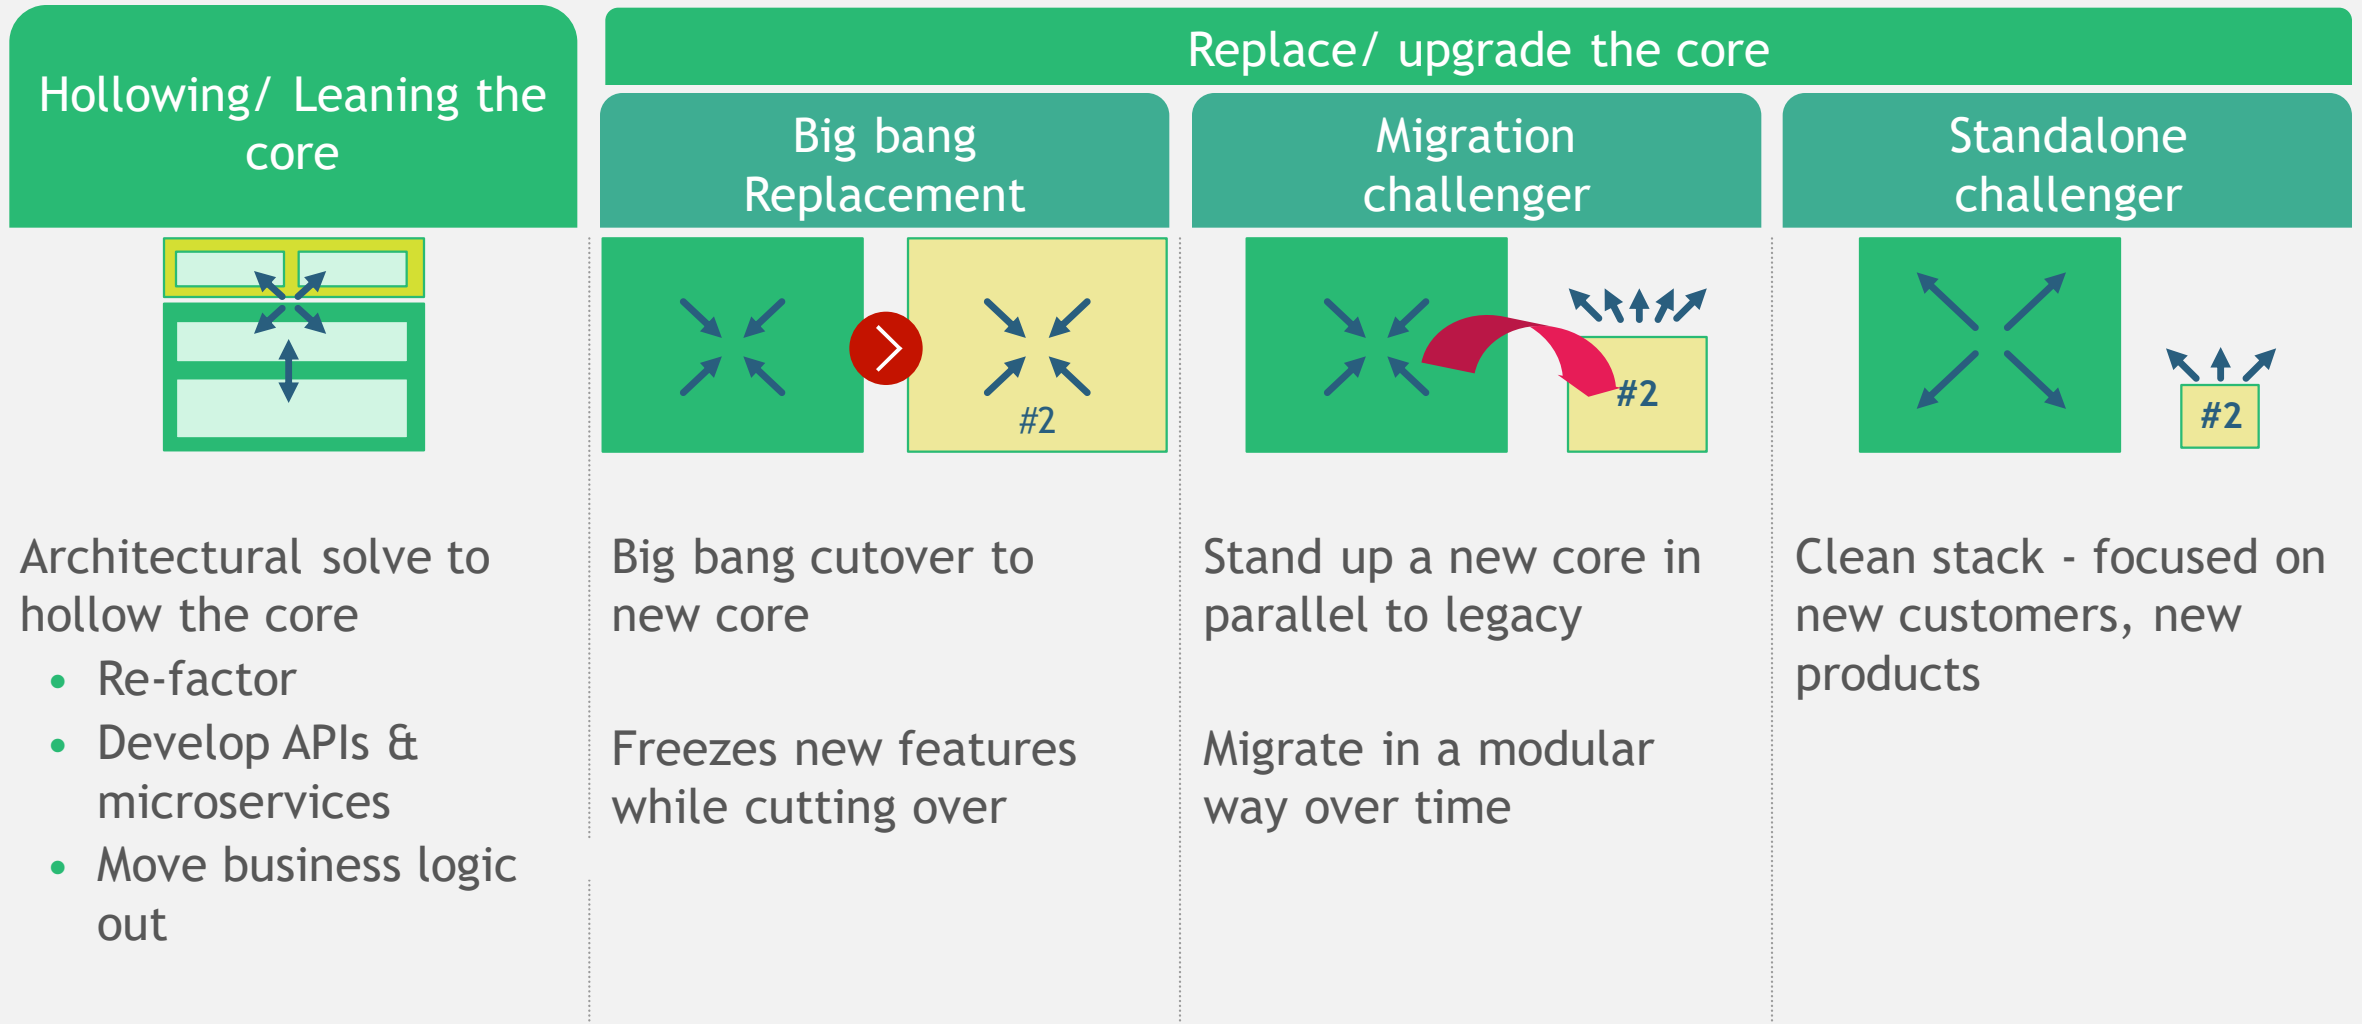 Hollowing/ Leaning the
core
Replace/ upgrade the core
Big bang
Replacement
Migration
challenger
Standalone
challenger
#2
#2
#2
Architectural solve to
hollow the core
• Re-factor
• Develop APIs &
microservices
• Move business logic
out
Big bang cutover to
new core
Freezes new features
while cutting over
Stand up a new core in
parallel to legacy
Migrate in a modular
way over time
Clean stack - focused on
new customers, new
products